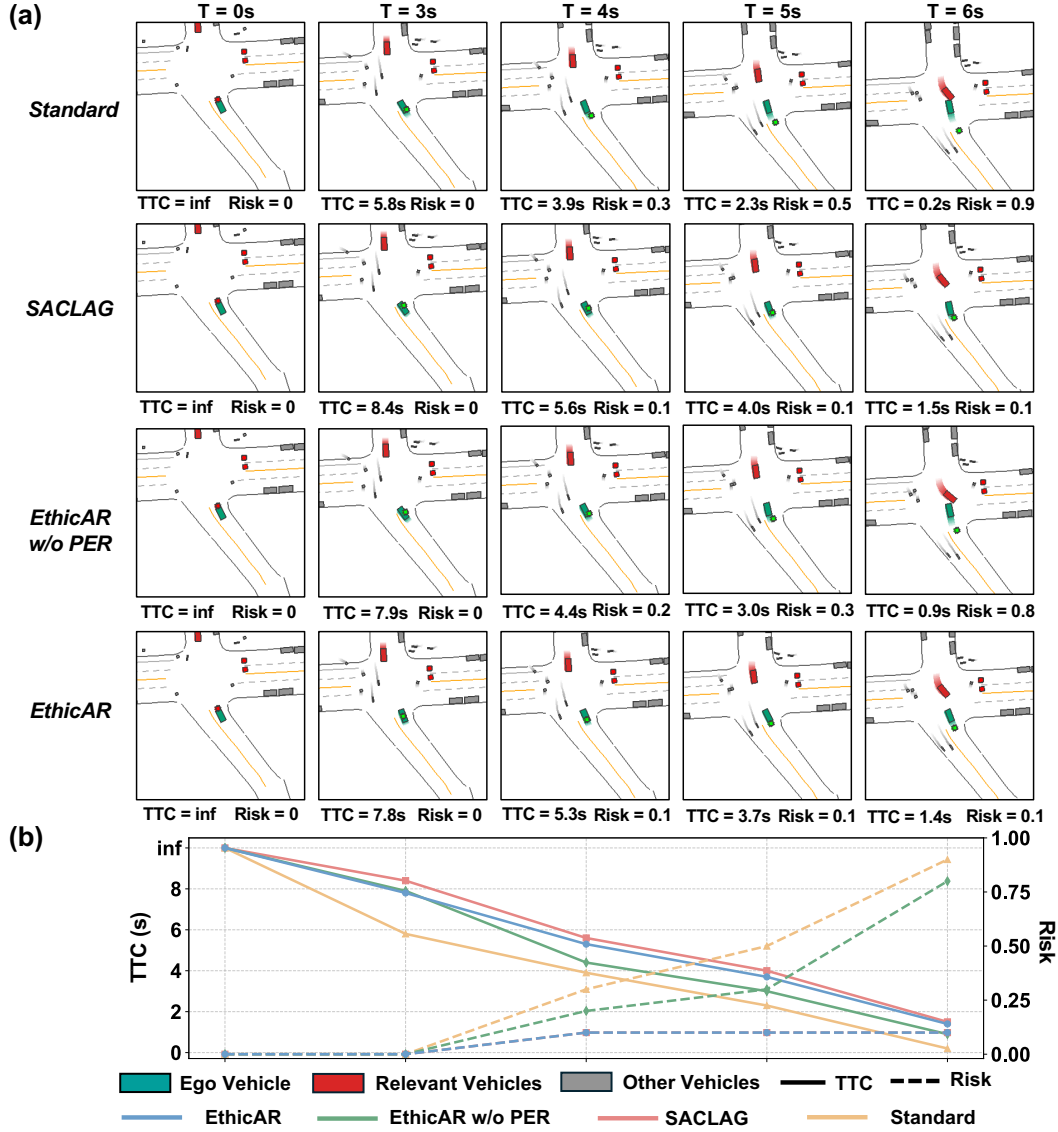 (a)
T = 0s T = 3s T = 4s T = 5s T = 6s
Standard
TTC = inf Risk = 0 TTC = 5.8s Risk = 0 TTC = 3.9s Risk = 0.3 TTC = 2.3s Risk = 0.5 TTC = 0.2s Risk = 0.9
SACLAG
TTC = inf Risk = 0 TTC = 8.4s Risk = 0 TTC = 5.6s Risk = 0.1 TTC = 4.0s Risk = 0.1 TTC = 1.5s Risk = 0.1
EthicAR
w/o PER
TTC = inf Risk = 0 TTC = 7.9s Risk = 0 TTC = 4.4s Risk = 0.2 TTC = 3.0s Risk = 0.3 TTC = 0.9s Risk = 0.8
EthicAR
TTC = inf Risk = 0 TTC = 7.8s Risk = 0 TTC = 5.3s Risk = 0.1 TTC = 3.7s Risk = 0.1 TTC = 1.4s Risk = 0.1
(b)
inf
8
6
4
2
0
TTC (s)
1.00
0.75
0.50
0.25
0.00
Risk
Ego Vehicle Relevant Vehicles Other Vehicles TTC Risk
EthicAR EthicAR w/o PER SACLAG Standard